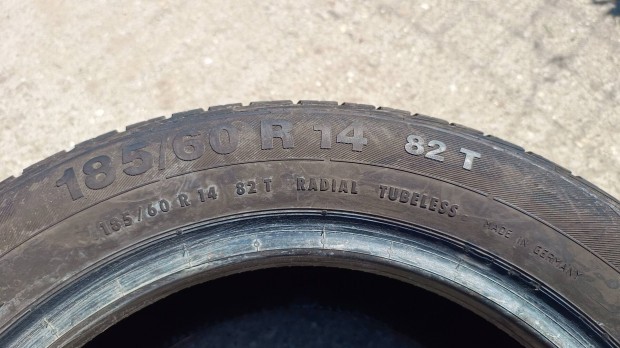 185/60 R 14 82 T
185/60 R 14 82 T RADIAL TUBELESS MADE IN GERMANY